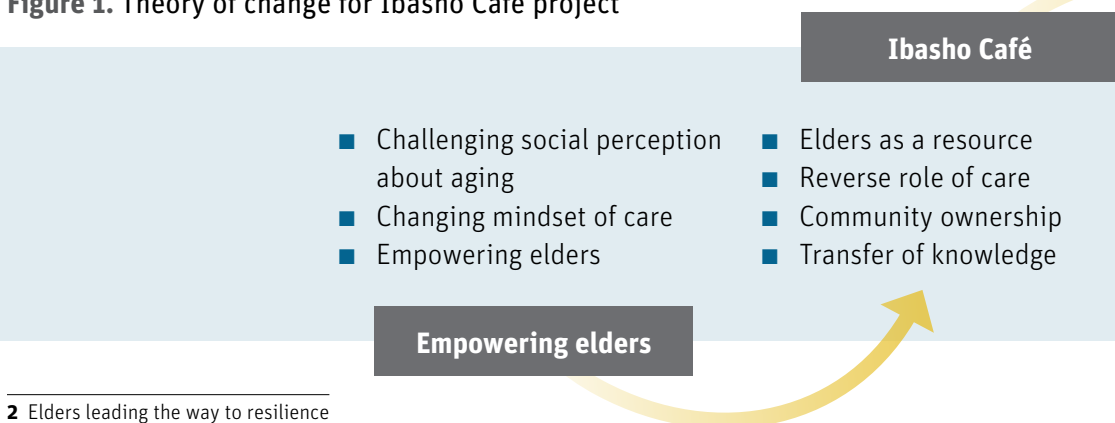 Figure 1. Theory of change for Ibasho Café project
Ibasho Café
Challenging social perception
about aging
Changing mindset of care
Empowering elders
Elders as a resource
Reverse role of care
Community ownership
Transfer of knowledge
Empowering elders
2 Elders leading the way to resilience